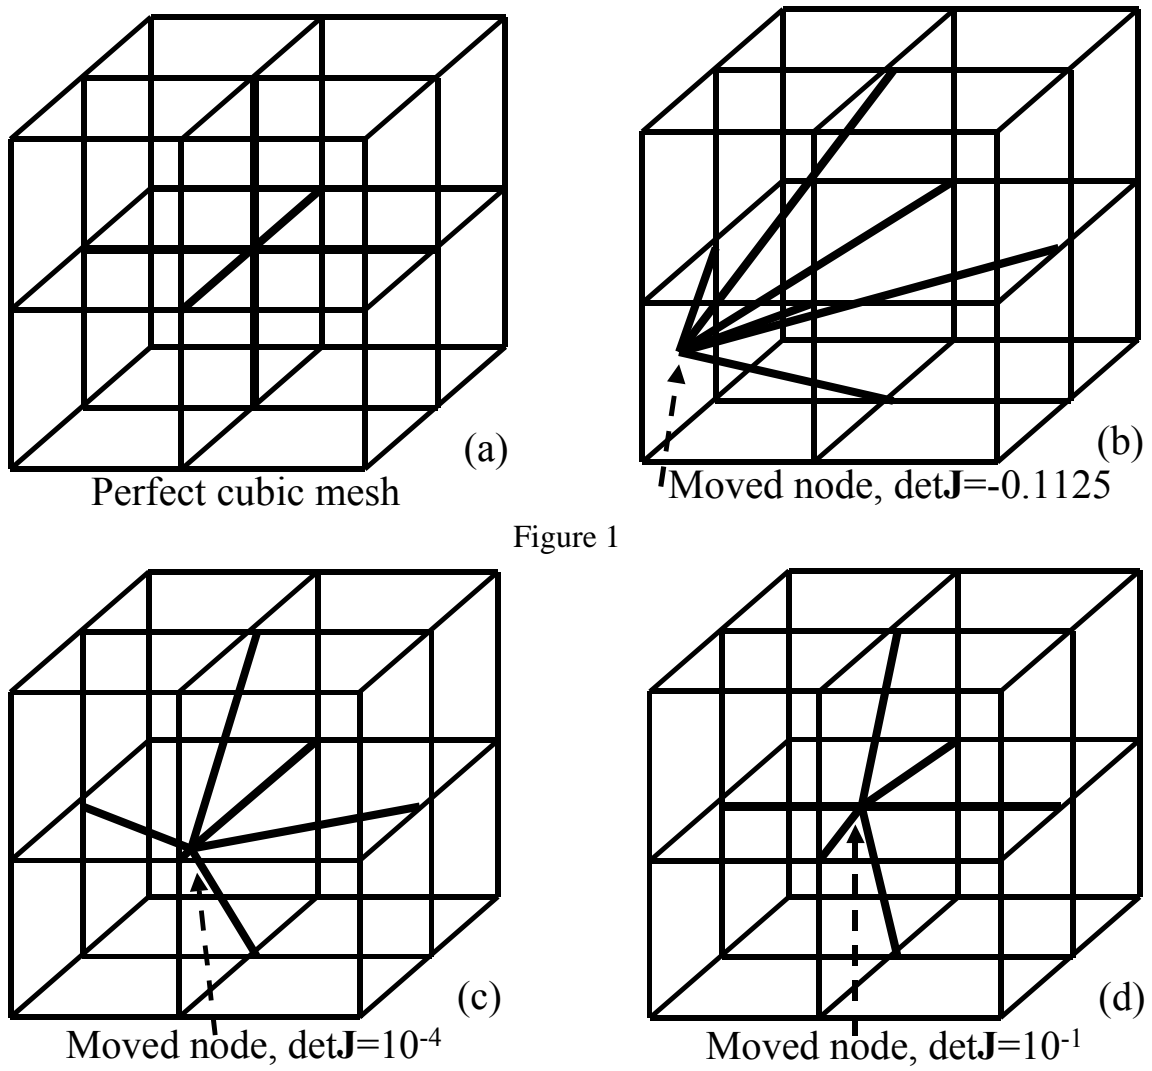 (a)
Perfect cubic mesh
(b)
Moved node, detJ=-0.1125
Figure 1
(c)
Moved node, detJ=10⁻⁴
(d)
Moved node, detJ=10⁻¹